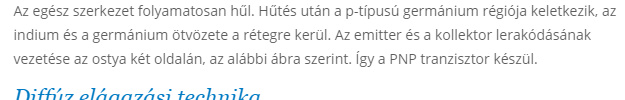 Az egész szerkezet folyamatosan hűl. Hűtés után a p-típusú germánium régiója keletkezik, az
indium és a germánium ötvözete a rétegre kerül. Az emitter és a kollektor lerakódásának
vezetése az ostya két oldalán, az alábbi ábra szerint. Így a PNP tranzisztor készül.
Diffúz elágazási technika